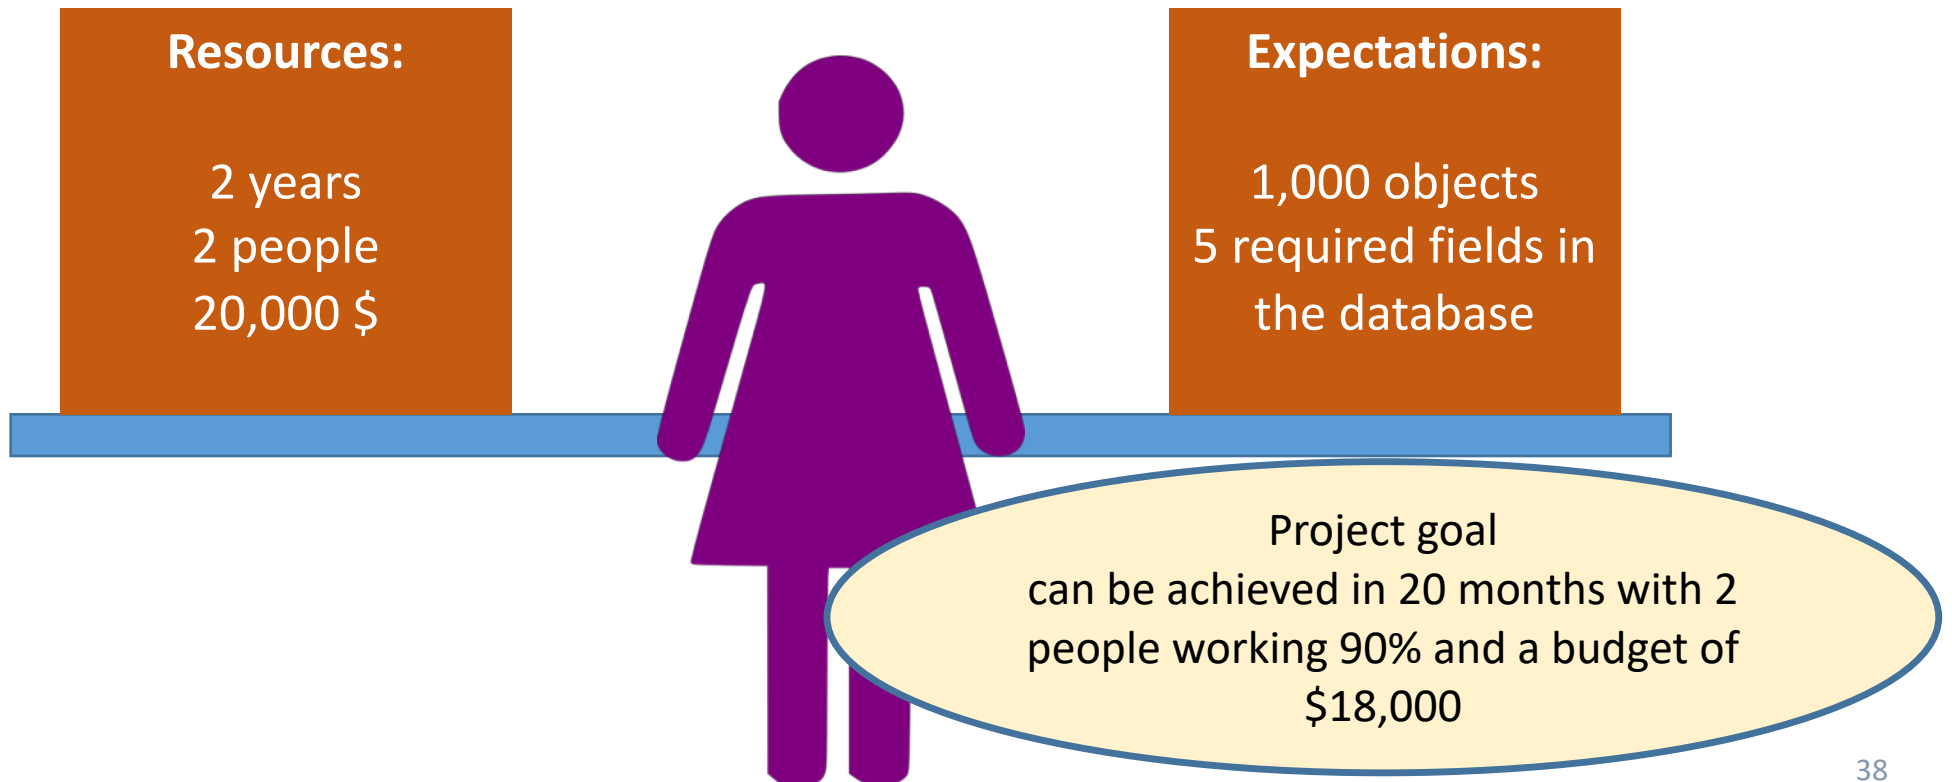 Resources:
2 years
2 people
20,000 $
Expectations:
1,000 objects
5 required fields in
the database
Project goal
can be achieved in 20 months with 2
people working 90% and a budget of
$18,000
38